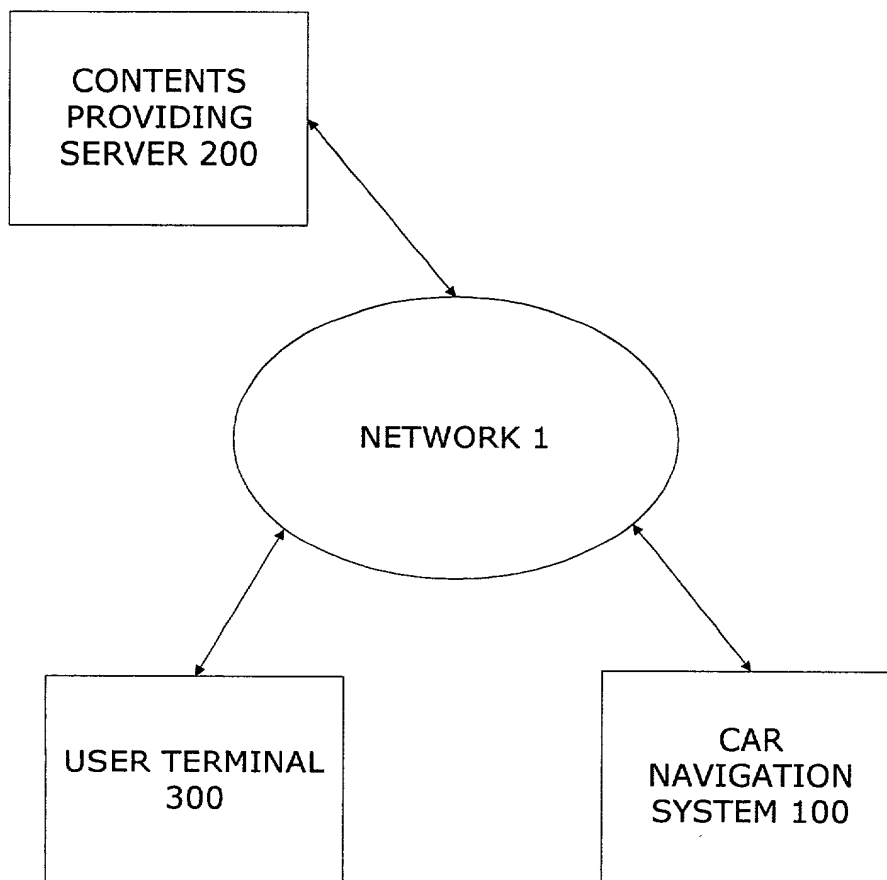 CONTENTS
PROVIDING
SERVER 200
NETWORK 1
USER TERMINAL
300
CAR
NAVIGATION
SYSTEM 100